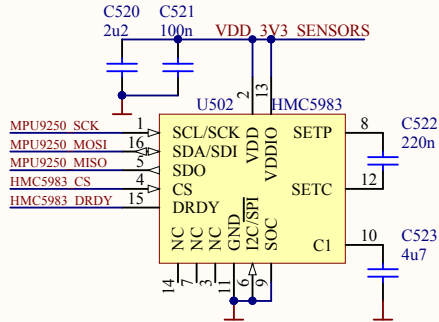 C520 C521
2u2 100n VDD_3V3_SENSORS
2 13
U502 HMC5983
MPU9250_SCK 1 SCL/SCK VDD VDDIO SETP 8 C522
MPU9250_MOSI 16 SDA/SDI 220n
MPU9250_MISO 5 SDO
HMC5983_CS 4 CS SETC 12
HMC5983_DRDY 15 DRDY
NC NC NC GND I2C/SPI SOC C1 10 C523
4u7
14 7 3 11 6 9